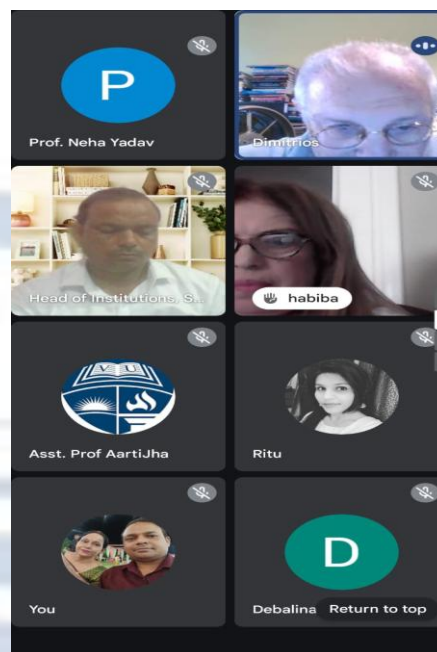 P
Prof. Neha Yadav
Dimitrios
Head of Institutions, S...
habiba
V U
Asst. Prof AartiJha
Ritu
You
D
Debalina
Return to top